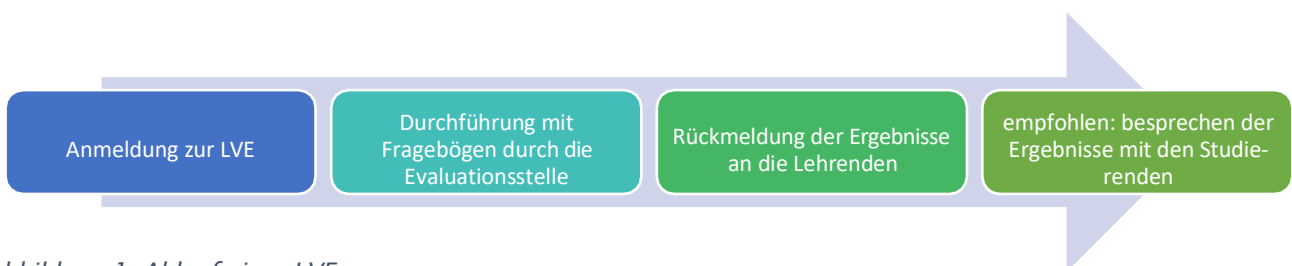 Anmeldung zur LVE
Durchführung mit
Fragebögen durch die
Evaluationsstelle
Rückmeldung der Ergebnisse
an die Lehrenden
empfohlen: besprechen der
Ergebnisse mit den Studie-
renden